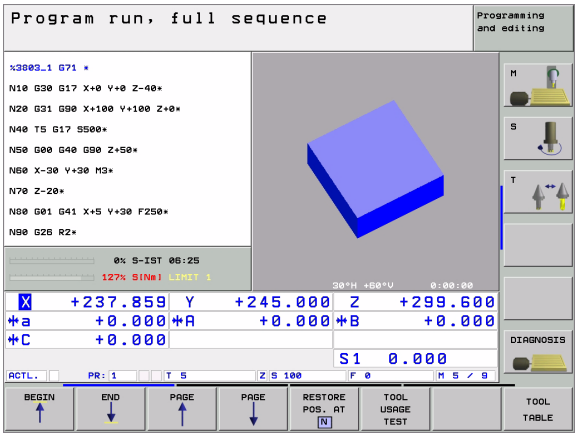 Program run, full sequence
Programming
and editing
%3803_1 G71 *
N10 G30 G17 X+0 Y+0 Z-40*
N20 G31 G90 X+100 Y+100 Z+0*
N40 T5 G17 S500*
N50 G00 G40 G90 Z+50*
N60 X-30 Y+30 M3*
N70 Z-20*
N80 G01 G41 X+5 Y+30 F250*
N90 G26 R2*
M
S
T
0% S-IST 06:25
127% S[Nm] LIMIT 1
30°H +60°V 0:00:00
X +237.859 Y +245.000 Z +299.600
a +0.000 A +0.000 B +0.000
C +0.000
S1 0.000
DIAGNOSIS
ACTL. PR: 1 T 5 Z S 100 F 0 M 5 / 9
BEGIN
END
PAGE
PAGE
RESTORE
POS. AT
N
TOOL
USAGE
TEST
TOOL
TABLE